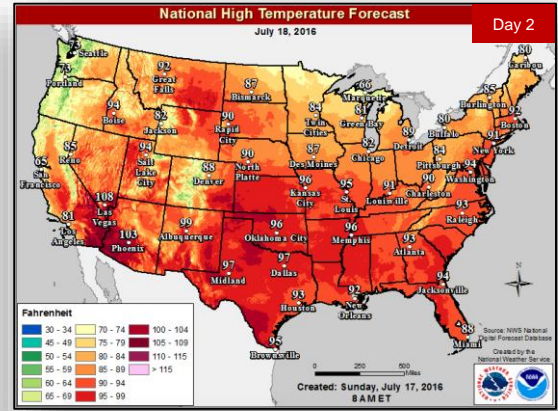 National High Temperature Forecast
Day 2
July 18, 2016
73
Seattle
73
Portland
92
Great
Falls
87
Bismarck
66
Marquette
80
Caribou
85
Burlington
94
Boise
82
Jackson
90
Rapid
City
84
Twin
Cities
81
Green Bay
80
Buffalo
92
Boston
91
New York
85
Reno
94
Salt
Lake
City
88
Denver
90
North
Platte
87
Des Moines
82
Chicago
89
Detroit
84
Pittsburgh
94
Washington
65
San
Francisco
108
Las
Vegas
96
Kansas
City
95
St.
Louis
91
Louisville
90
Charleston
93
Raleigh
81
Los
Angeles
103
Phoenix
99
Albuquerque
96
Oklahoma City
96
Memphis
93
Atlanta
97
Midland
97
Dallas
94
Jacksonville
93
Houston
92
New
Orleans
95
Brownsville
88
Miami
Fahrenheit
30 - 34
45 - 49
50 - 54
55 - 59
60 - 64
65 - 69
70 - 74
75 - 79
80 - 84
85 - 89
90 - 94
95 - 99
100 - 104
105 - 109
110 - 115
> 115
Source: NWS National
Digital Forecast Database
Created by the
National Weather Service
Created: Sunday, July 17, 2016
8 AM ET